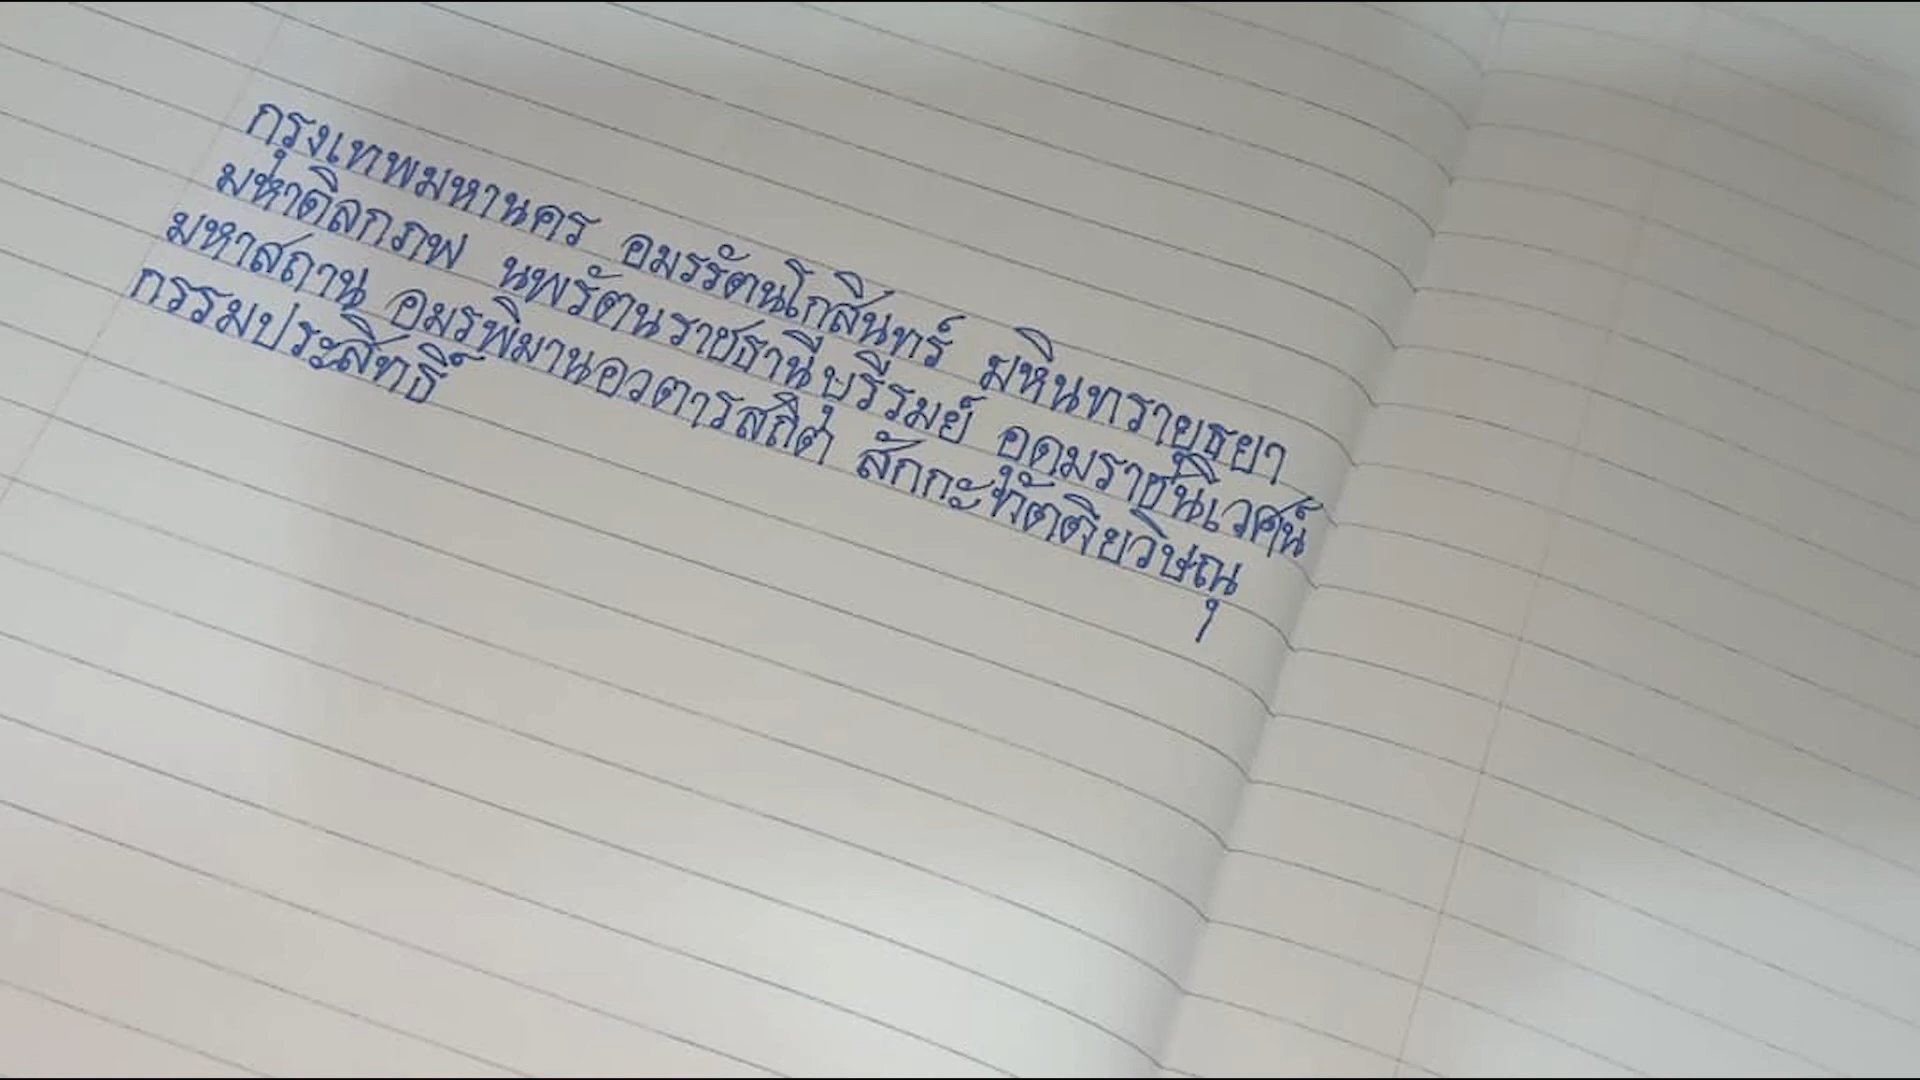 กรุงเทพมหานคร อมรรัตนโกสินทร์ มหินทรายุธยา
มหาดิลกภพ นพรัตนราชธานีบุรีรมย์ อุดมราชนิเวศน์
มหาสถาน อมรพิมานอวตารสถิต สักกะทัตติยวิษณุ
กรรมประสิทธิ์